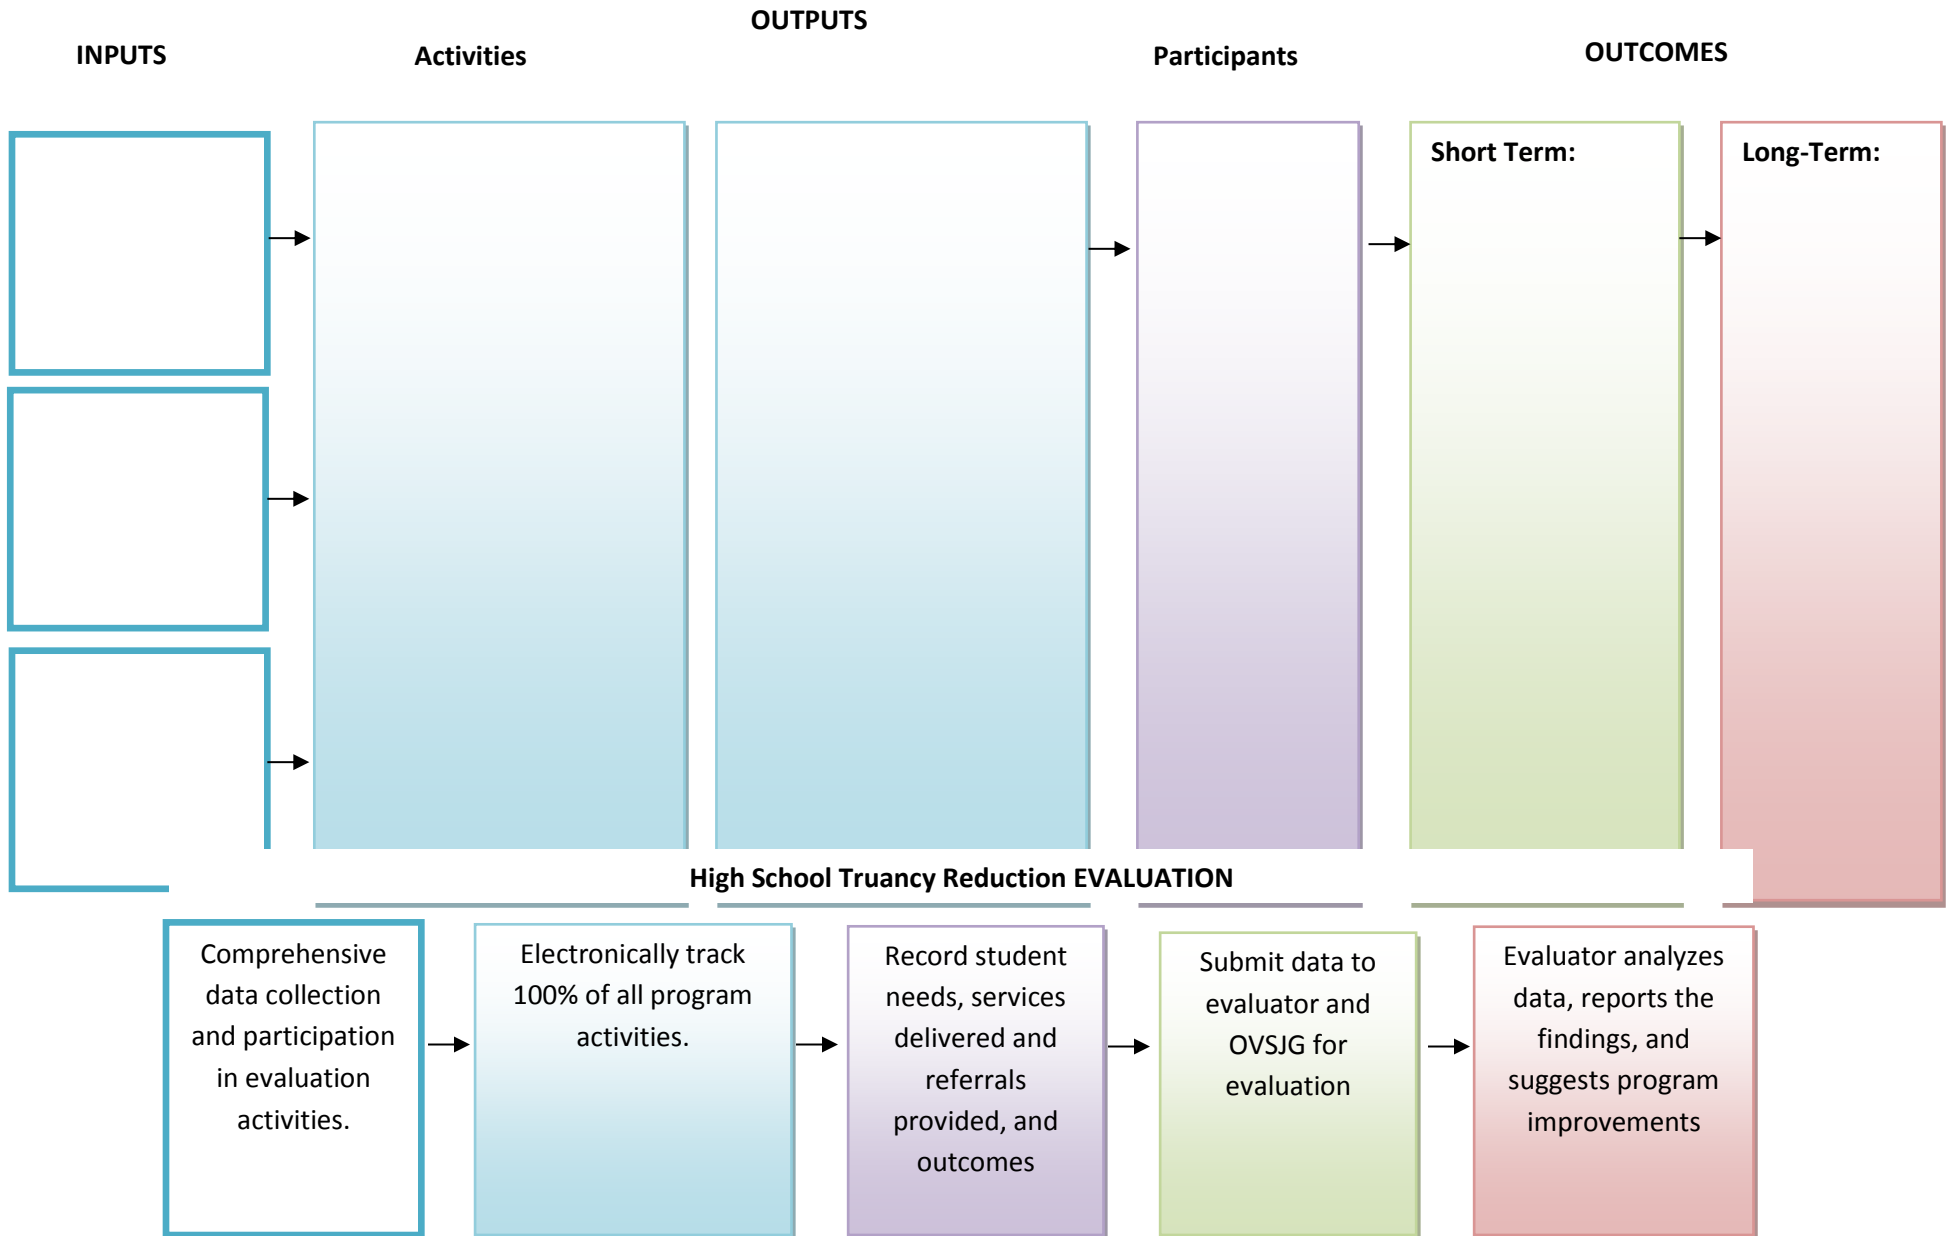 OUTPUTS
INPUTS
Activities
Participants
OUTCOMES
Short Term:
Long-Term:
High School Truancy Reduction EVALUATION
Comprehensive
data collection
and participation
in evaluation
activities.
Electronically track
100% of all program
activities.
Record student
needs, services
delivered and
referrals
provided, and
outcomes
Submit data to
evaluator and
OVSJG for
evaluation
Evaluator analyzes
data, reports the
findings, and
suggests program
improvements